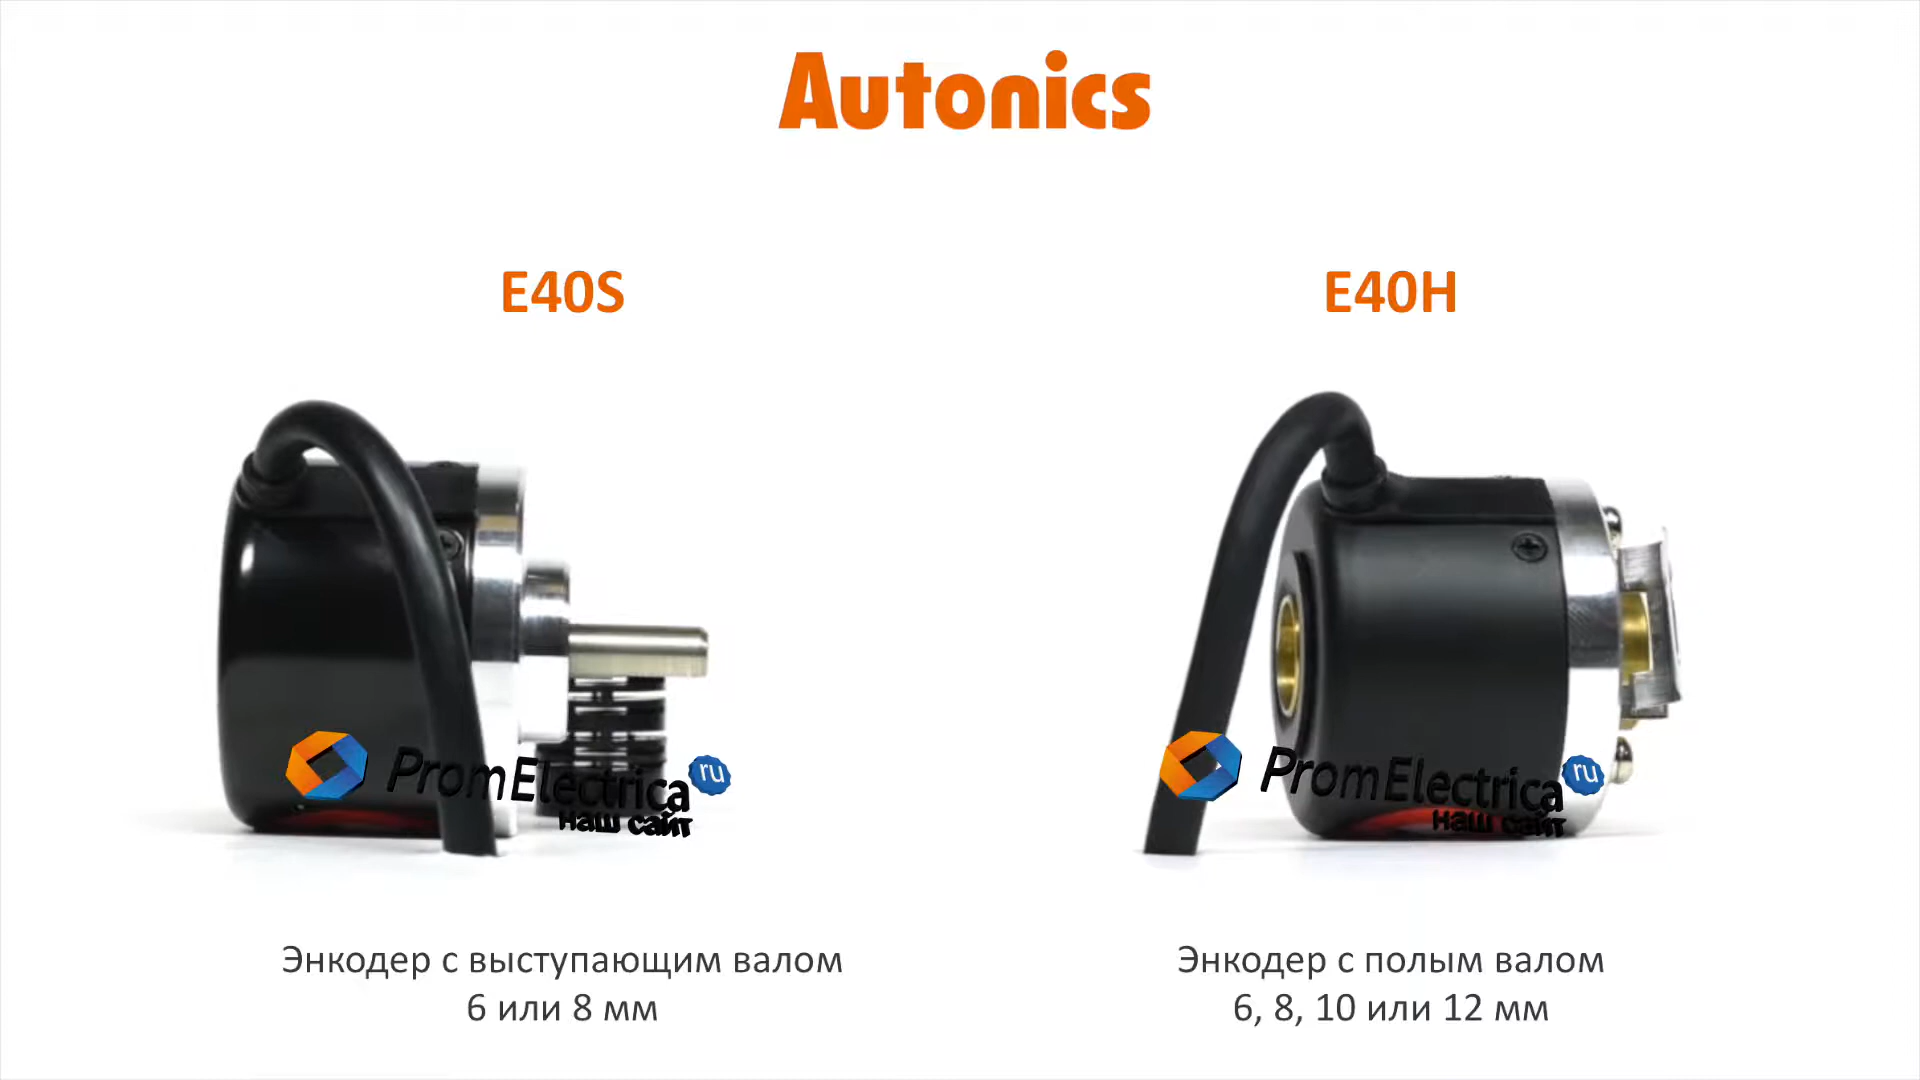 Autonics
E40S
E40H
PromElectrica ru
наш сайт
PromElectrica ru
наш сайт
Энкодер с выступающим валом
6 или 8 мм
Энкодер с полым валом
6, 8, 10 или 12 мм